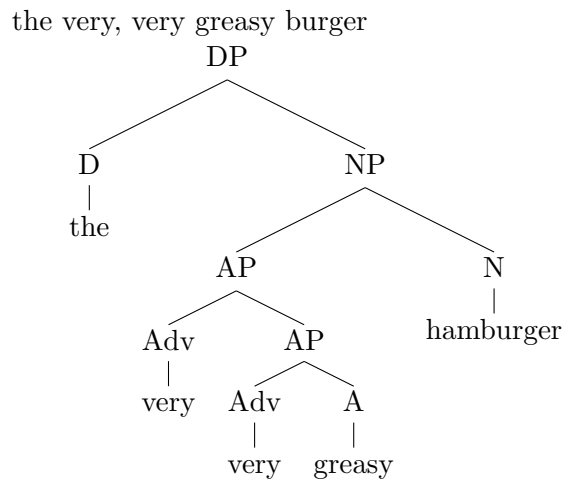 the very, very greasy burger
DP
D NP
the
AP N
hamburger
Adv AP
very Adv A
very greasy